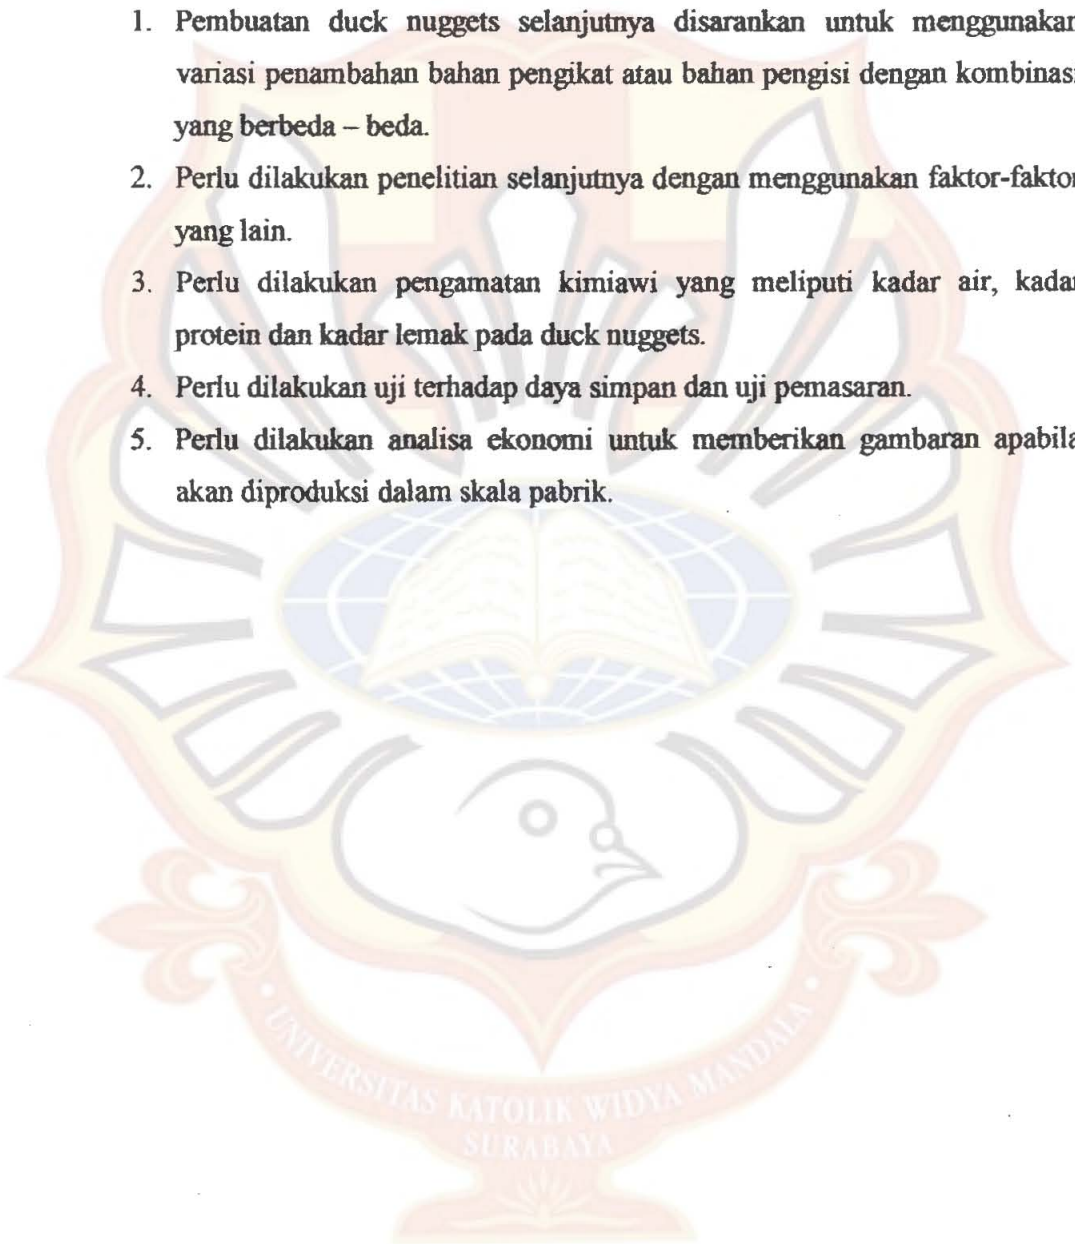 1. Pembuatan duck nuggets selanjutnya disarankan untuk menggunakan
variasi penambahan bahan pengikat atau bahan pengisi dengan kombinasi
yang berbeda – beda.
2. Perlu dilakukan penelitian selanjutnya dengan menggunakan faktor-faktor
yang lain.
3. Perlu dilakukan pengamatan kimiawi yang meliputi kadar air, kadar
protein dan kadar lemak pada duck nuggets.
4. Perlu dilakukan uji terhadap daya simpan dan uji pemasaran.
5. Perlu dilakukan analisa ekonomi untuk memberikan gambaran apabila
akan diproduksi dalam skala pabrik.
UNIVERSITAS KATOLIK WIDYA MANDALA
SURABAYA